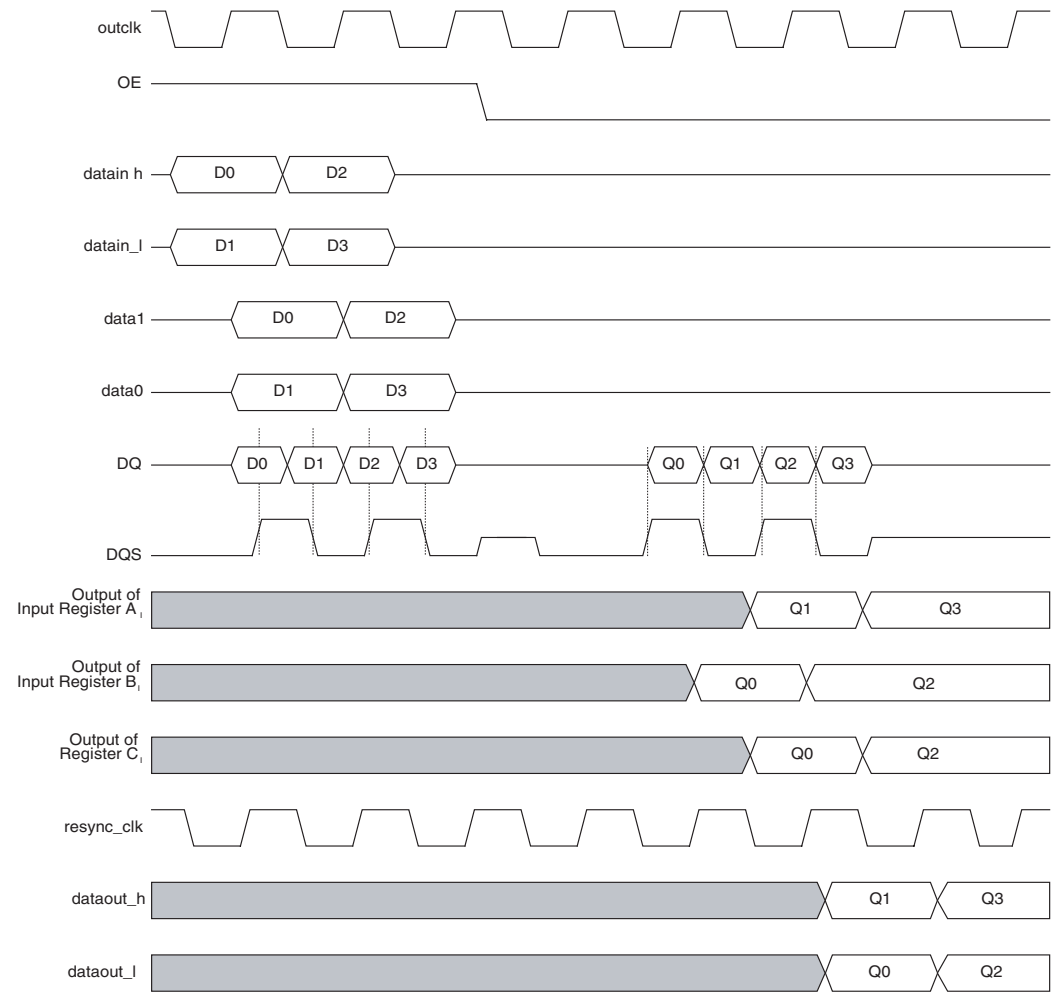 outclk
OE
datain h
D0 D2
datain_l
D1 D3
data1
D0 D2
data0
D1 D3
DQ
D0 D1 D2 D3 Q0 Q1 Q2 Q3
DQS
Output of
Input Register A I
Q1 Q3
Output of
Input Register B I
Q0 Q2
Output of
Register C I
Q0 Q2
resync_clk
dataout_h
Q1 Q3
dataout_l
Q0 Q2